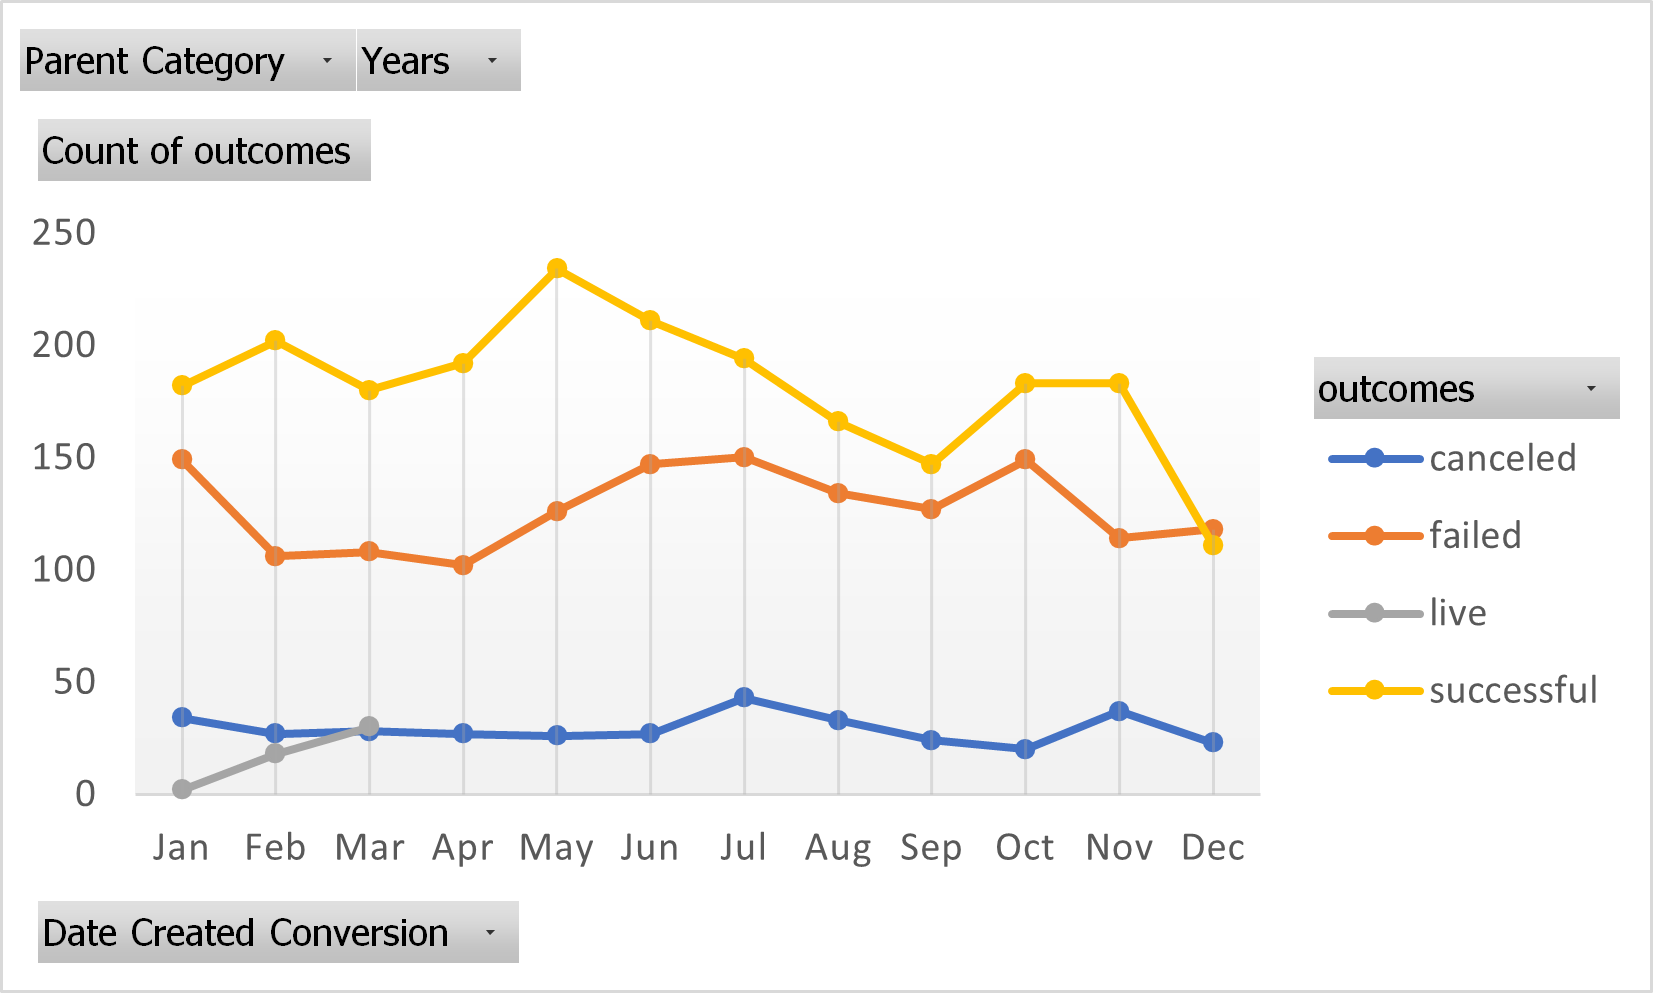 Parent Category Years
Count of outcomes
250
200
150
100
50
0
Jan Feb Mar Apr May Jun Jul Aug Sep Oct Nov Dec
outcomes
canceled
failed
live
successful
Date Created Conversion